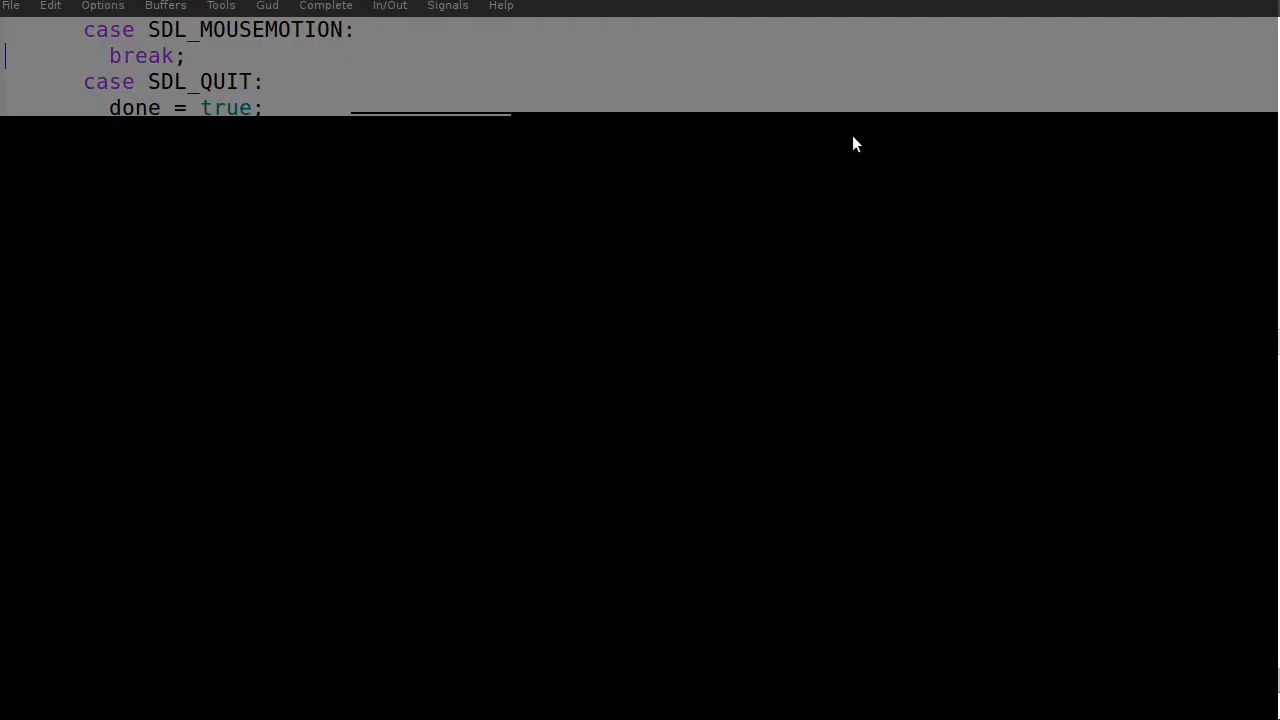 File Edit Options Buffers Tools Gud Complete In/Out Signals Help
case SDL_MOUSEMOTION:
break;
case SDL_QUIT:
done = true;